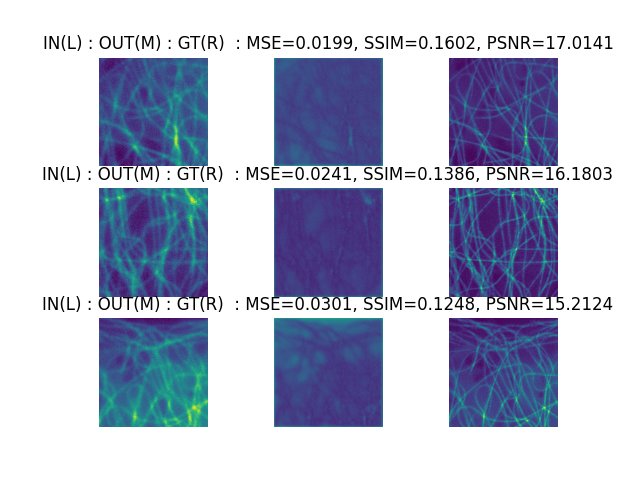 IN(L) : OUT(M) : GT(R)  : MSE=0.0199, SSIM=0.1602, PSNR=17.0141
IN(L) : OUT(M) : GT(R)  : MSE=0.0241, SSIM=0.1386, PSNR=16.1803
IN(L) : OUT(M) : GT(R)  : MSE=0.0301, SSIM=0.1248, PSNR=15.2124